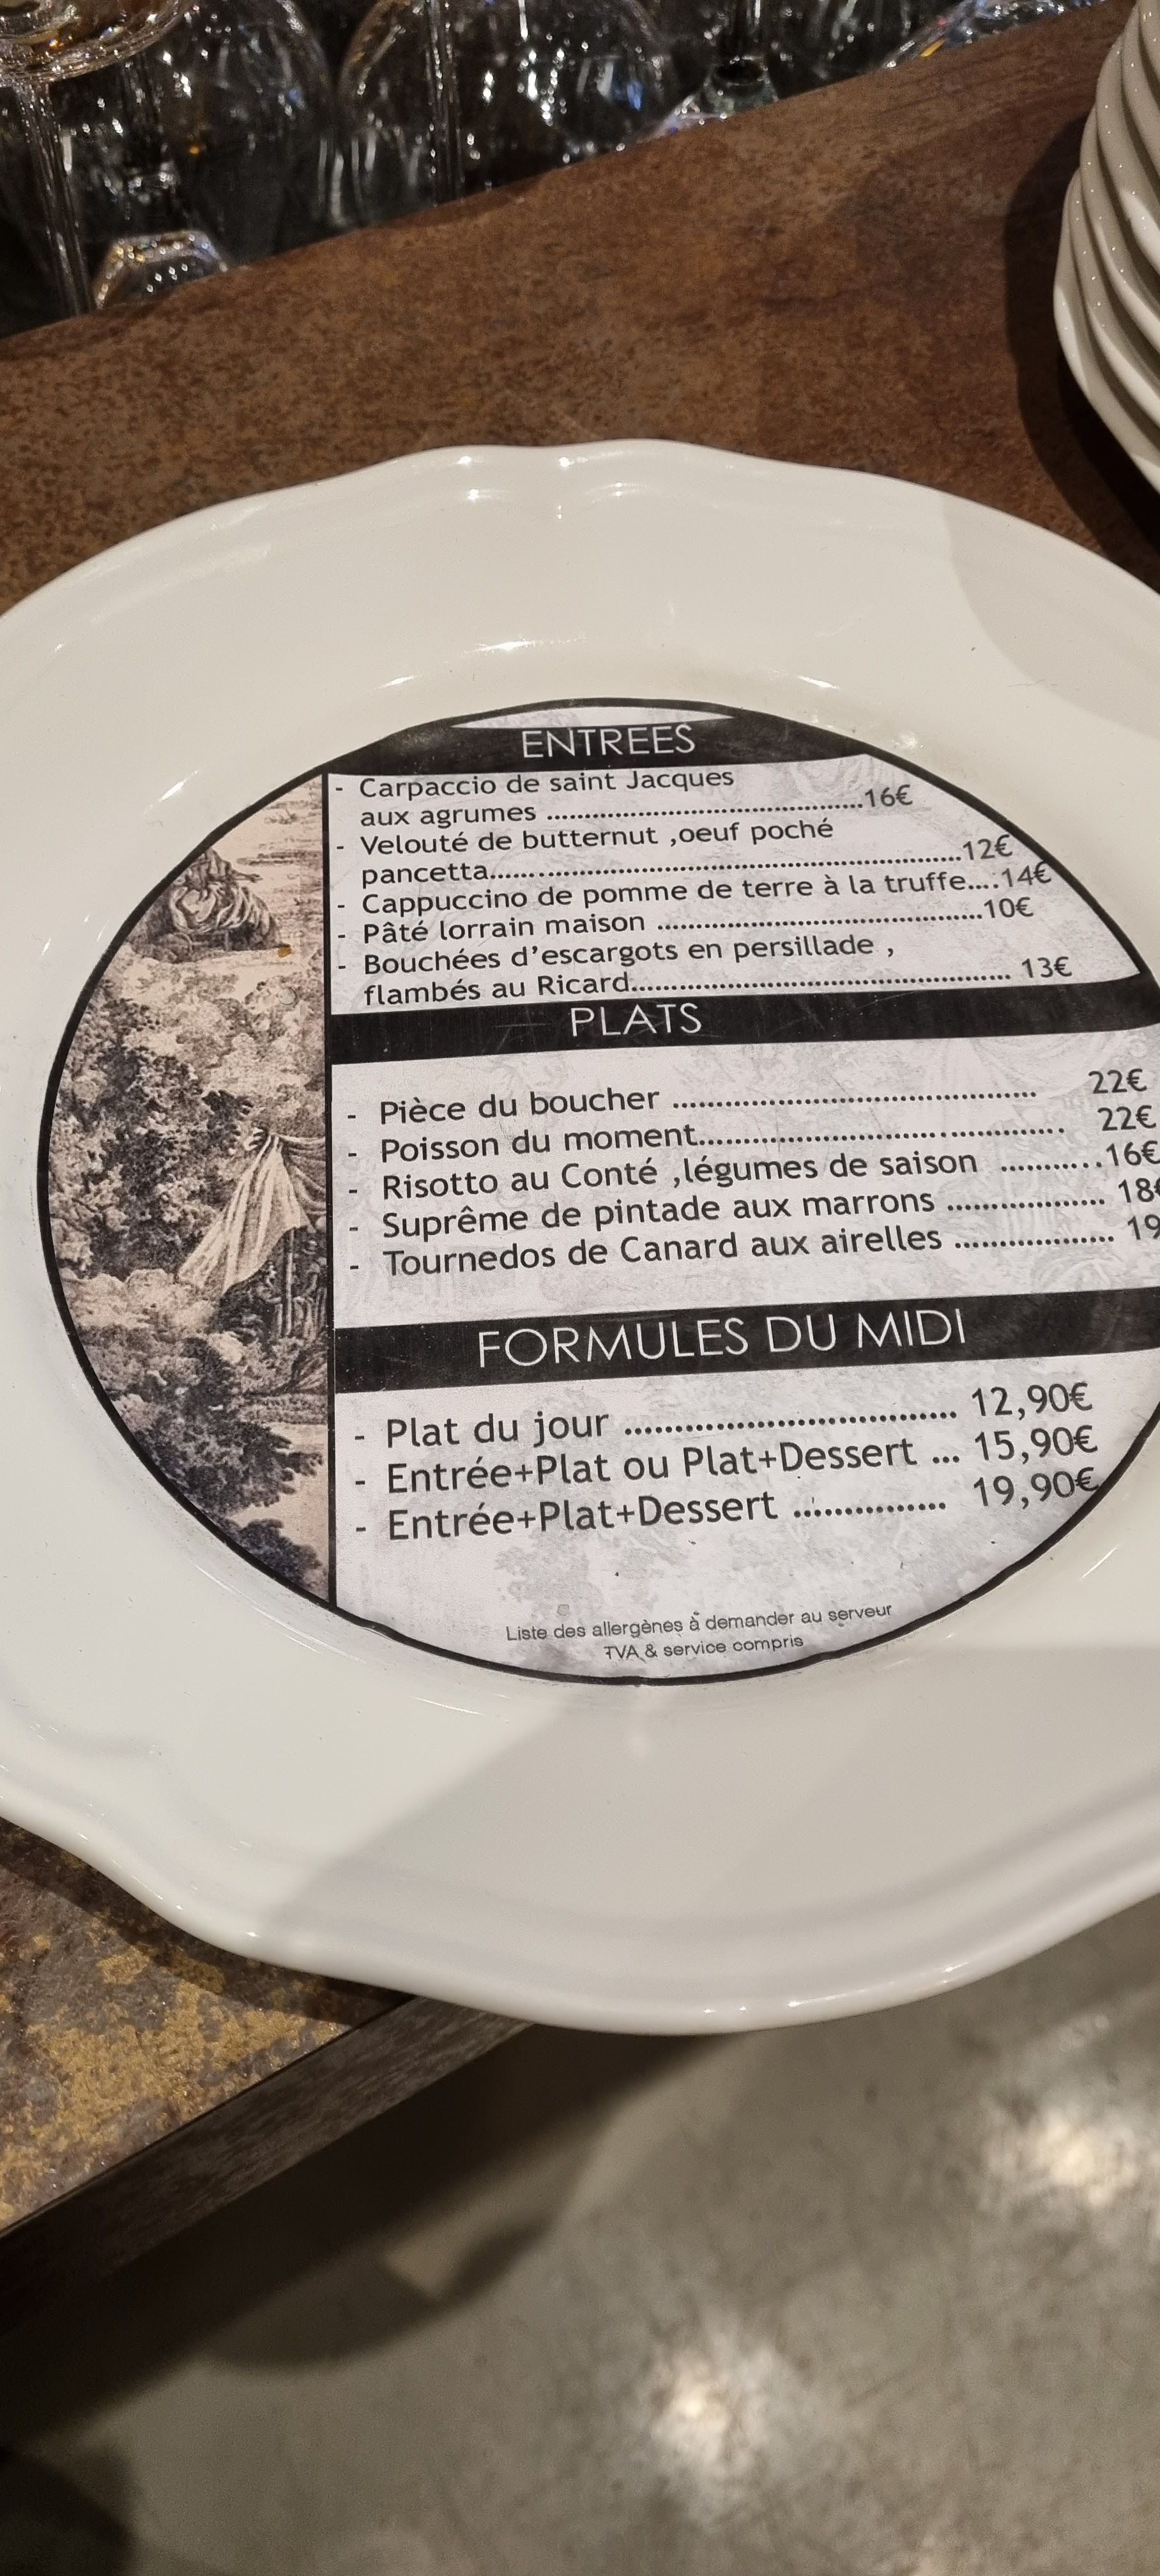 ENTREES
- Carpaccio de saint Jacques
aux agrumes ............................................16€
- Velouté de butternut ,oeuf poché
pancetta............................................................12€
- Cappuccino de pomme de terre à la truffe....14€
- Pâté lorrain maison ..........................................10€
- Bouchées d’escargots en persillade ,
flambés au Ricard................................................ 13€
PLATS
- Pièce du boucher ......................................... 22€
- Poisson du moment.......................................... 22€
- Risotto au Conté ,légumes de saison ...........16€
- Suprême de pintade aux marrons .................. 18€
- Tournedos de Canard aux airelles .................. 19
FORMULES DU MIDI
- Plat du jour ................................. 12,90€
- Entrée+Plat ou Plat+Dessert ... 15,90€
- Entrée+Plat+Dessert ............... 19,90€
Liste des allergènes à demander au serveur
TVA & service compris